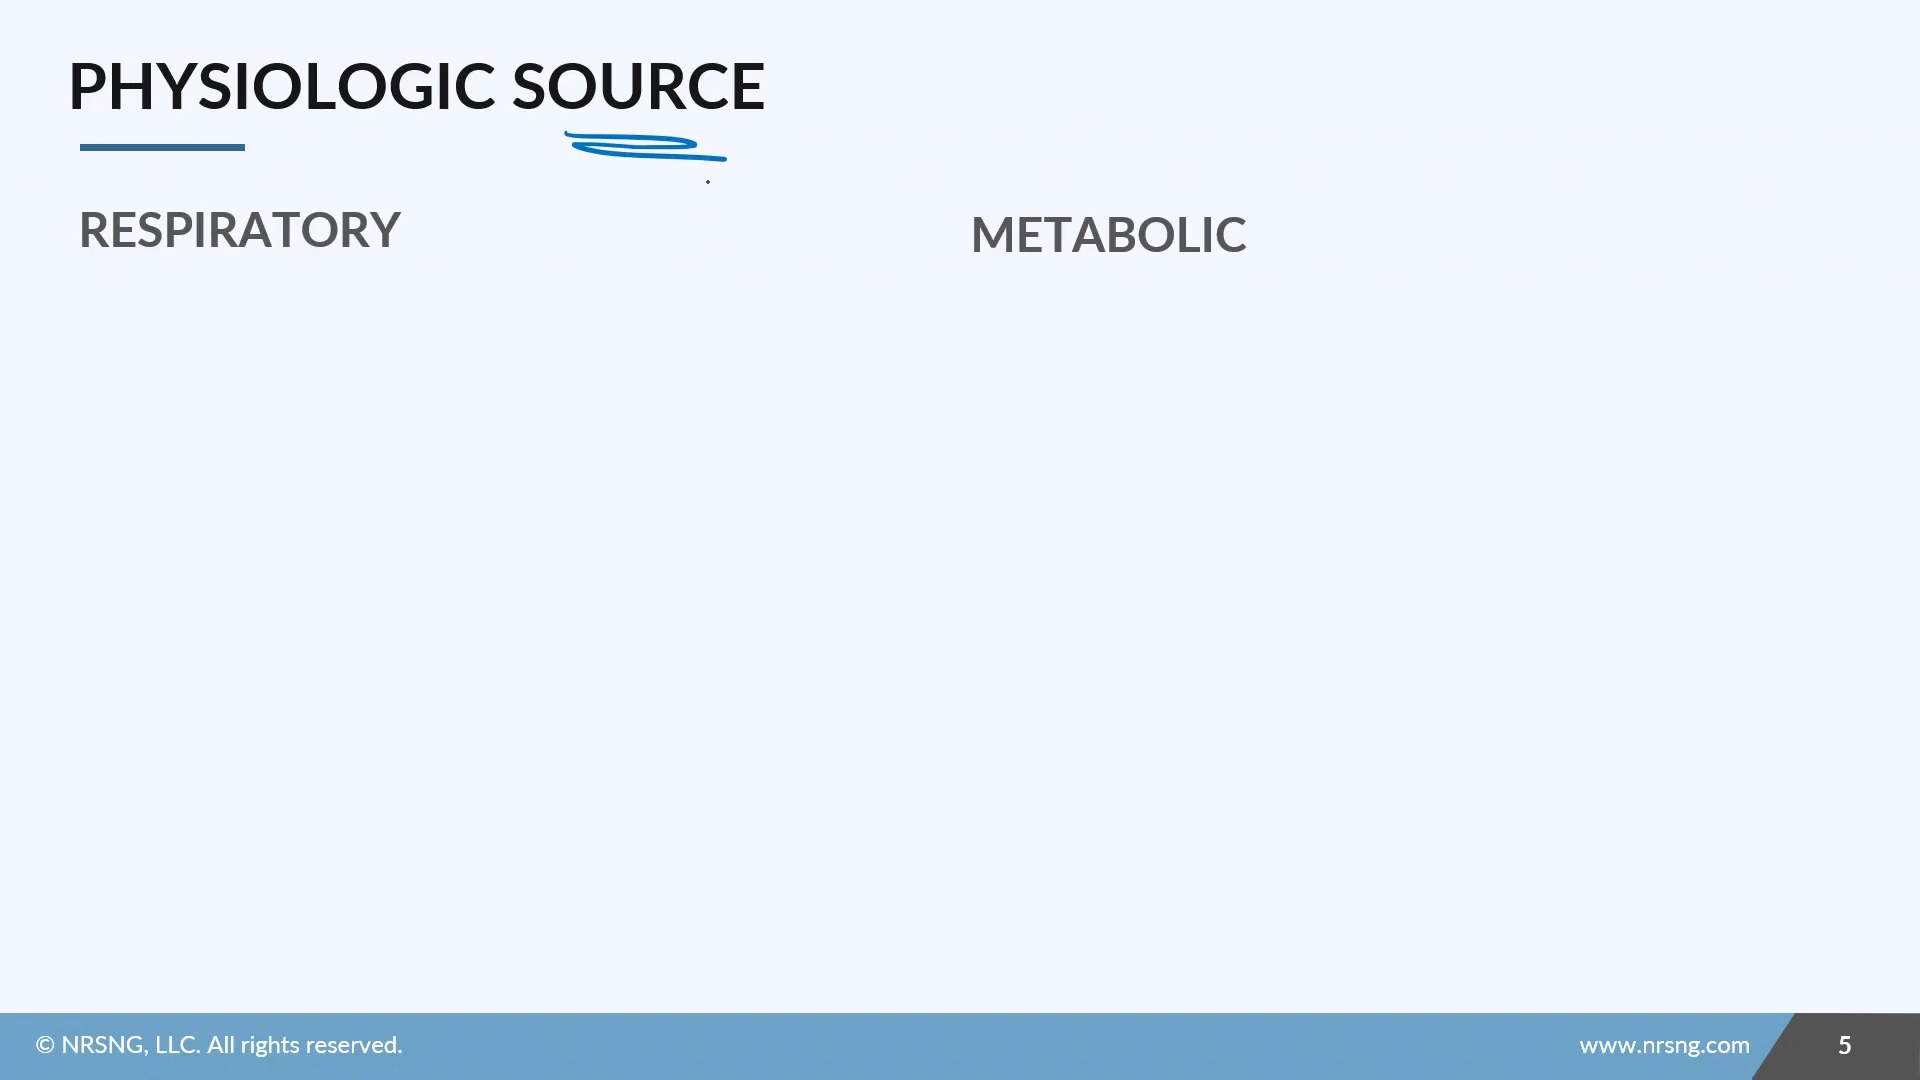 PHYSIOLOGIC SOURCE
RESPIRATORY
METABOLIC
© NRSNG, LLC. All rights reserved.
www.nrsng.com
5